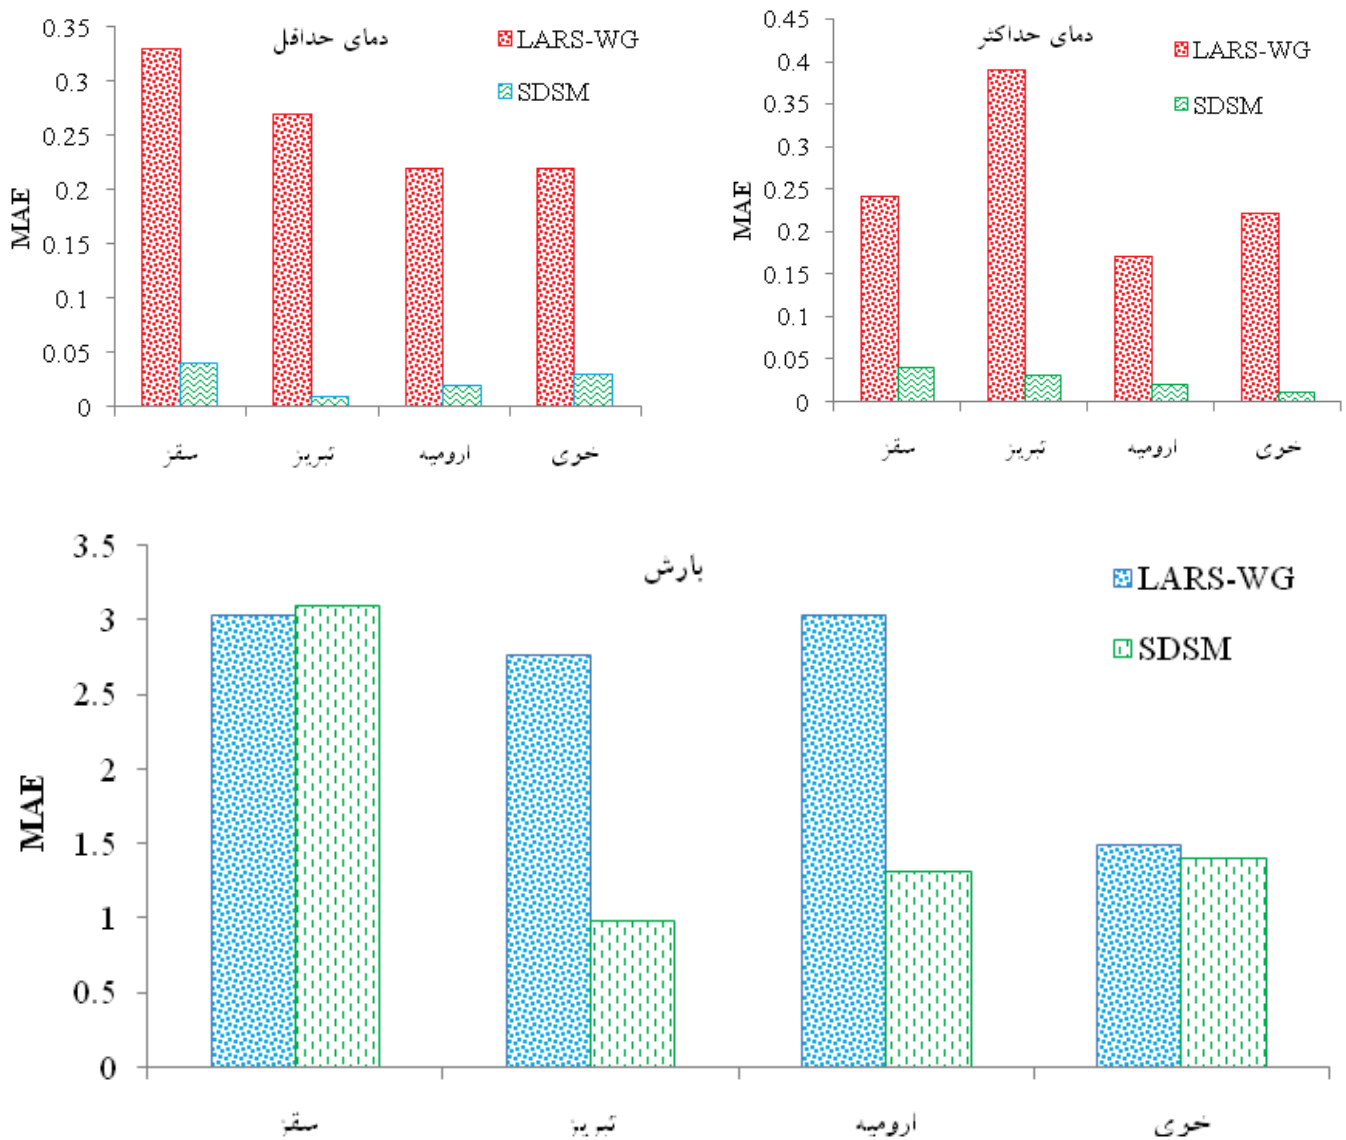 دمای حداقل
LARS-WG
SDSM
MAE
0.35
0.3
0.25
0.2
0.15
0.1
0.05
0
سقز
تبریز
ارومیه
خوی
دمای حداکثر
LARS-WG
SDSM
MAE
0.45
0.4
0.35
0.3
0.25
0.2
0.15
0.1
0.05
0
سقز
تبریز
ارومیه
خوی
بارش
LARS-WG
SDSM
MAE
3.5
3
2.5
2
1.5
1
0.5
0
سقز
تبریز
ارومیه
خوی